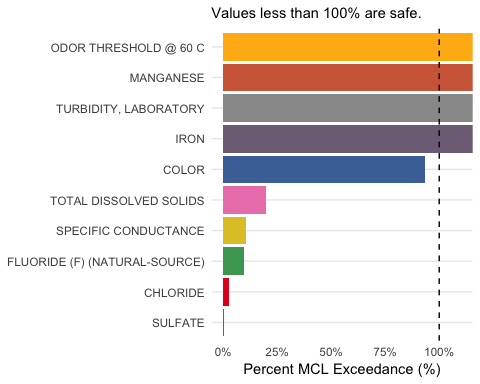 Values less than 100% are safe.
ODOR THRESHOLD @ 60 C
MANGANESE
TURBIDITY, LABORATORY
IRON
COLOR
TOTAL DISSOLVED SOLIDS
SPECIFIC CONDUCTANCE
FLUORIDE (F) (NATURAL-SOURCE)
CHLORIDE
SULFATE
0% 25% 50% 75% 100%
Percent MCL Exceedance (%)